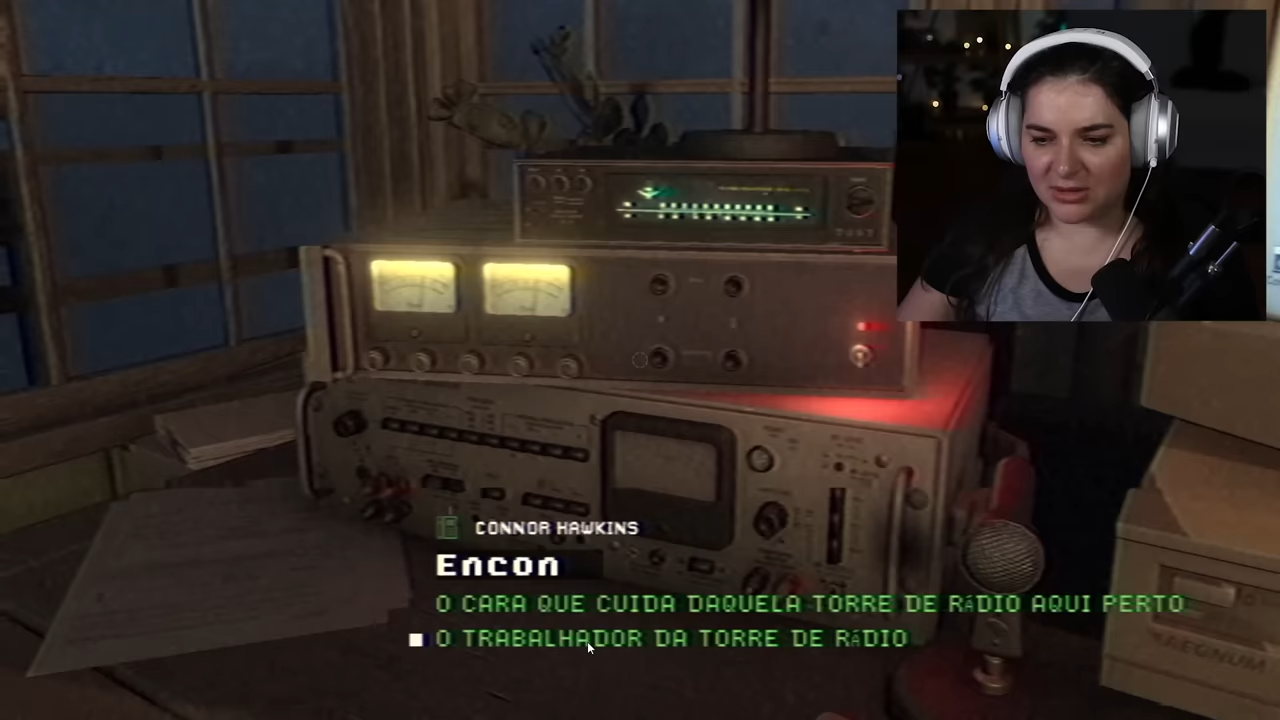 CONNOR HAWKINS
Encon
O CARA QUE CUIDA DAQUELA TORRE DE RÁDIO AQUI PERTO
O TRABALHADOR DA TORRE DE RÁDIO